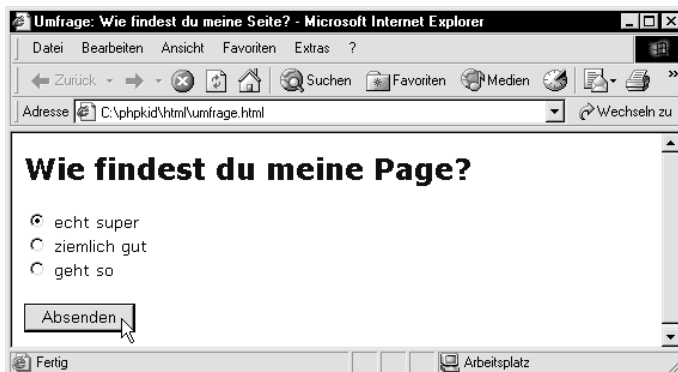 Umfrage: Wie findest du meine Seite? - Microsoft Internet Explorer
Datei Bearbeiten Ansicht Favoriten Extras ?
Zurück Suchen Favoriten Medien »
Adresse C:\phpkid\html\umfrage.html Wechseln zu
Wie findest du meine Page?
echt super
ziemlich gut
geht so
Absenden
Fertig Arbeitsplatz